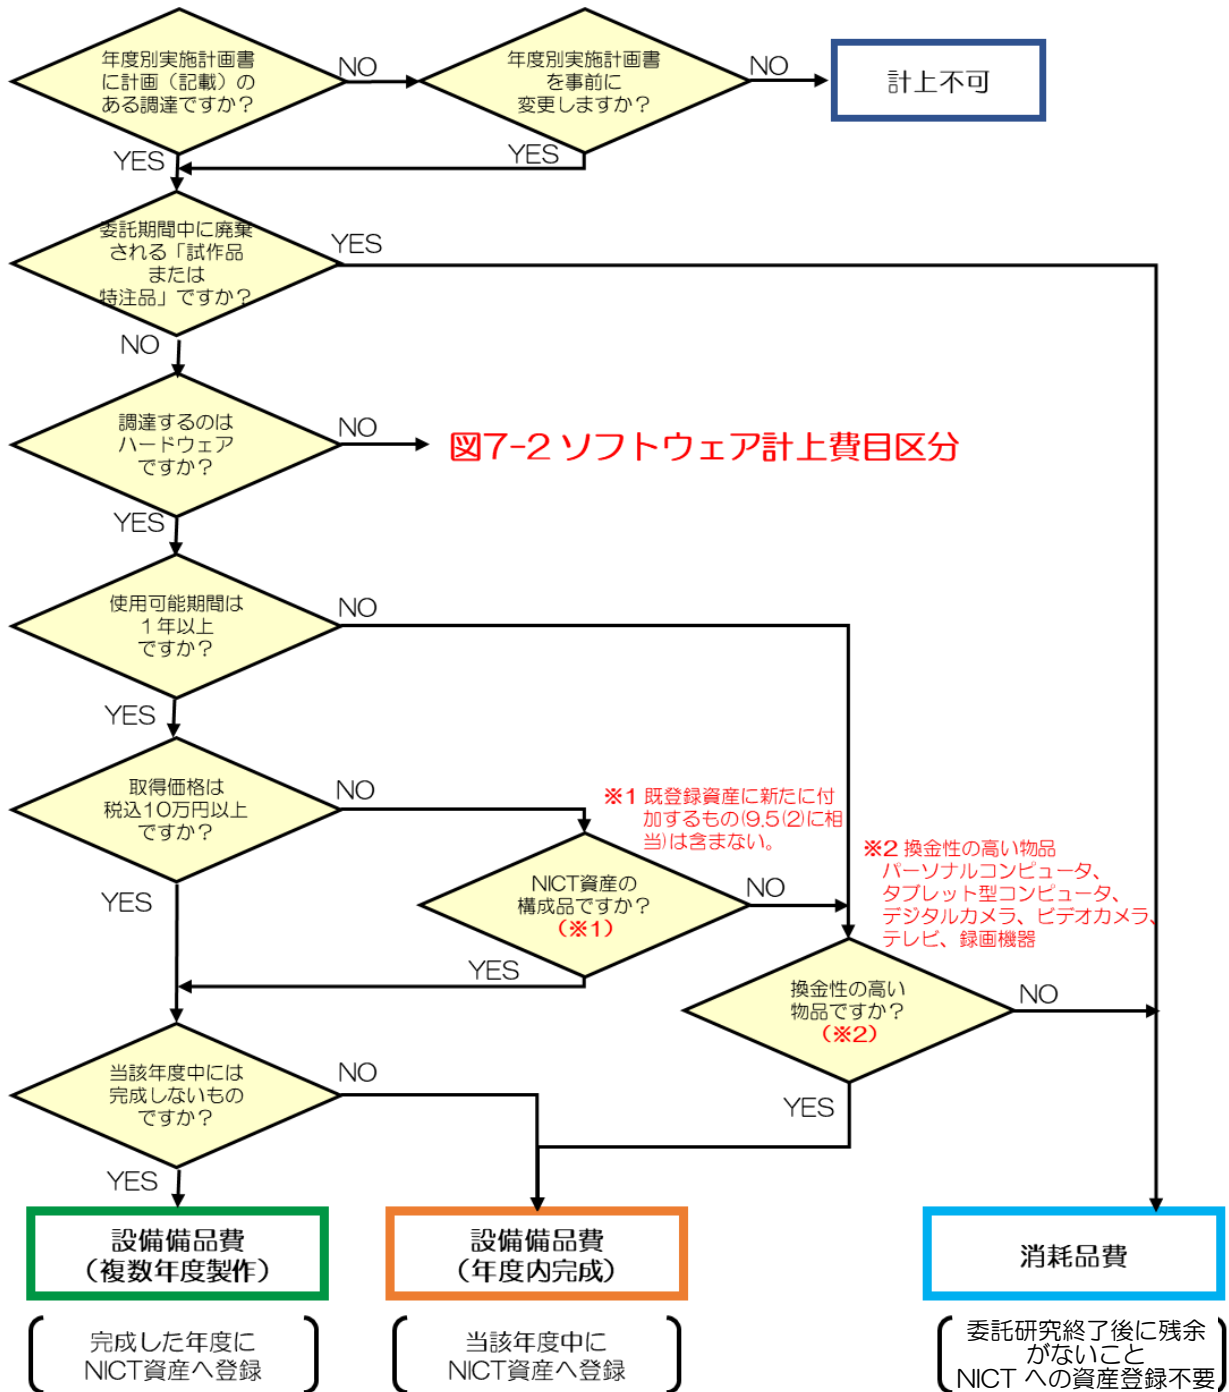 年度別実施計画書
に計画（記載）の
ある調達ですか？
NO
年度別実施計画書
を事前に
変更しますか？
NO
計上不可
YES
YES
委託期間中に廃棄
される「試作品
または
特注品」ですか？
YES
NO
調達するのは
ハードウェア
ですか？
NO
図7-2 ソフトウェア計上費目区分
YES
使用可能期間は
１年以上
ですか？
NO
YES
取得価格は
税込10万円以上
ですか？
NO
※1 既登録資産に新たに付
加するもの(9,5(2)に相
当)は含まない。
※2 換金性の高い物品
パーソナルコンピュータ、
タブレット型コンピュータ、
デジタルカメラ、ビデオカメラ、
テレビ、録画機器
NICT資産の
構成品ですか？
（※1）
NO
YES
YES
換金性の高い
物品ですか？
（※2）
NO
YES
当該年度中には
完成しないもの
ですか？
NO
YES
設備備品費
（複数年度製作）
設備備品費
（年度内完成）
消耗品費
完成した年度に
NICT資産へ登録
当該年度中に
NICT資産へ登録
委託研究終了後に残余
がないこと
NICT への資産登録不要